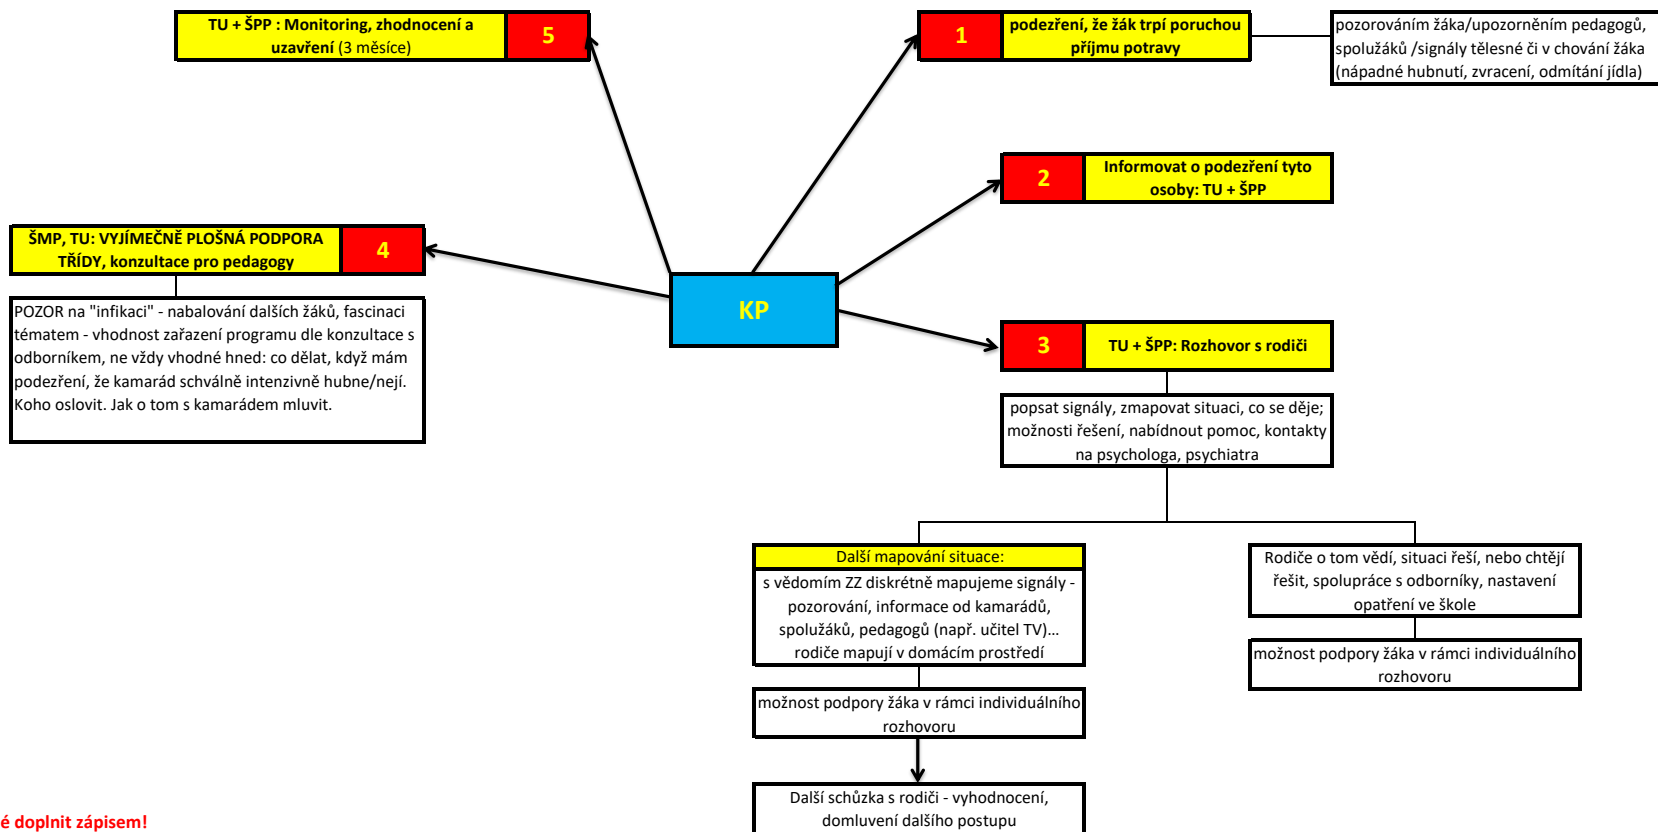 TU + ŠPP : Monitoring, zhodnocení a
uzavření (3 měsíce)
5
1
podezření, že žák trpí poruchou
příjmu potravy
pozorováním žáka/upozorněním pedagogů,
spolužáků /signály tělesné či v chování žáka
(nápadné hubnutí, zvracení, odmítání jídla)
2
Informovat o podezření tyto
osoby: TU + ŠPP
ŠMP, TU: VYJÍMEČNĚ PLOŠNÁ PODPORA
TŘÍDY, konzultace pro pedagogy
4
POZOR na "infikaci" - nabalování dalších žáků, fascinaci
tématem - vhodnost zařazení programu dle konzultace s
odborníkem, ne vždy vhodné hned: co dělat, když mám
podezření, že kamarád schválně intenzivně hubne/nejí.
Koho oslovit. Jak o tom s kamarádem mluvit.
KP
3
TU + ŠPP: Rozhovor s rodiči
popsat signály, zmapovat situaci, co se děje;
možnosti řešení, nabídnout pomoc, kontakty
na psychologa, psychiatra
Další mapování situace:
s vědomím ZZ diskrétně mapujeme signály -
pozorování, informace od kamarádů,
spolužáků, pedagogů (např. učitel TV)...
rodiče mapují v domácím prostředí
možnost podpory žáka v rámci individuálního
rozhovoru
Další schůzka s rodiči - vyhodnocení,
domluvení dalšího postupu
Rodiče o tom vědí, situaci řeší, nebo chtějí
řešit, spolupráce s odborníky, nastavení
opatření ve škole
možnost podpory žáka v rámci individuálního
rozhovoru
é doplnit zápisem!